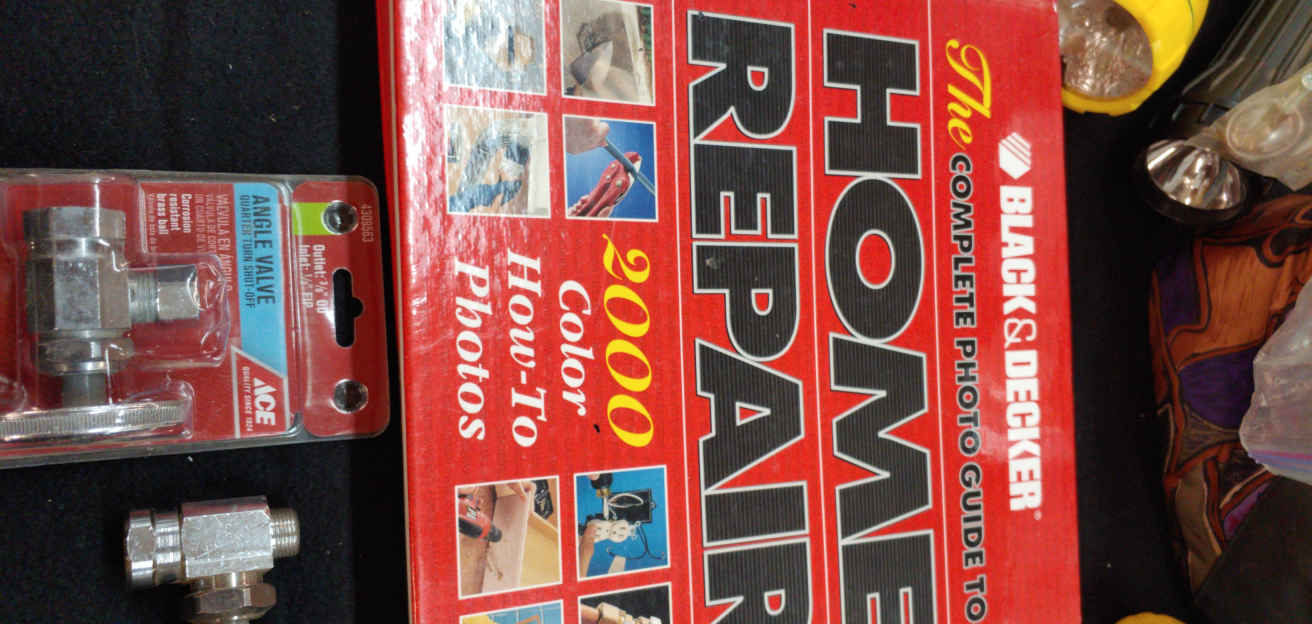 BLACK & DECKER®
The COMPLETE PHOTO GUIDE TO
HOME
REPAIR
2000
Color
How-To
Photos
4309563
Outlet: 3/8" OD
ANGLE VALVE
QUARTER TURN SHUT-OFF
VÁLVULA EN ÁNGULO
Corrosion
resistant
brass ball
ACE
QUALITY SINCE 1924